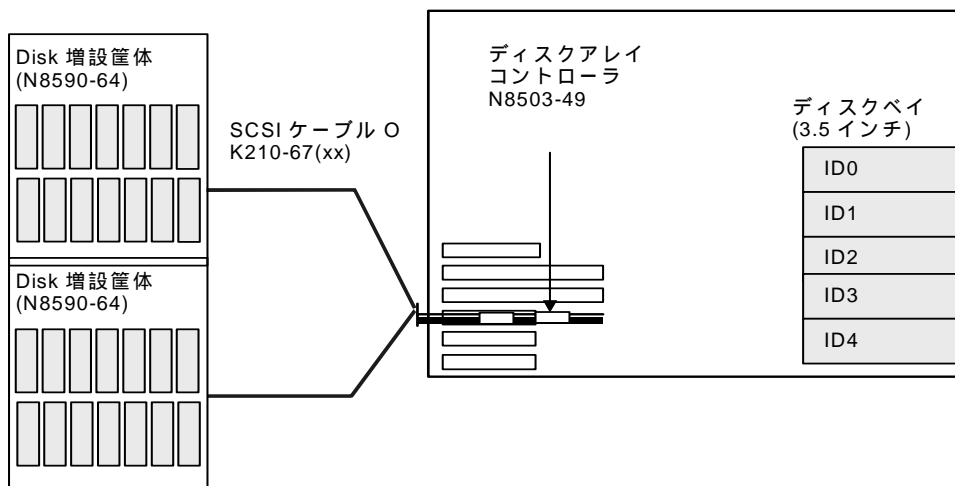 Disk 増設筐体
(N8590-64)
SCSI ケーブル O
K210-67(xx)
Disk 増設筐体
(N8590-64)
ディスクアレイ
コントローラ
N8503-49
ディスクベイ
(3.5 インチ)
ID0
ID1
ID2
ID3
ID4